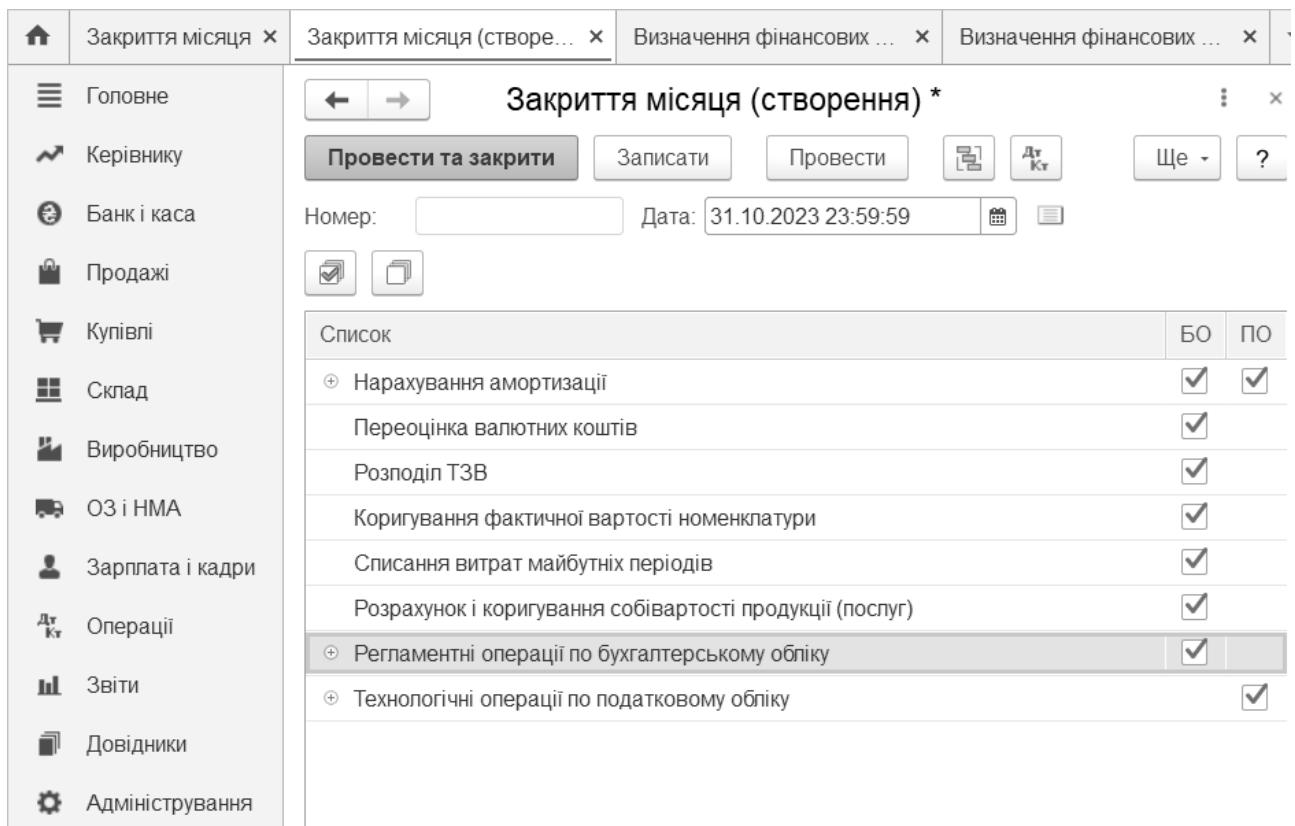 Закриття місяця × Закриття місяця (створе... × Визначення фінансових ... × Визначення фінансових ... ×
Головне
Керівнику
Банк і каса
Продажі
Купівлі
Склад
Виробництво
ОЗ і НМА
Зарплата і кадри
Дт Кт Операції
Звіти
Довідники
Адміністрування
Закриття місяця (створення) * ×
Провести та закрити Записати Провести Дт Кт Ще ?
Номер: Дата: 31.10.2023 23:59:59
Список БО ПО
Нарахування амортизації
Переоцінка валютних коштів
Розподіл ТЗВ
Коригування фактичної вартості номенклатури
Списання витрат майбутніх періодів
Розрахунок і коригування собівартості продукції (послуг)
Регламентні операції по бухгалтерському обліку
Технологічні операції по податковому обліку